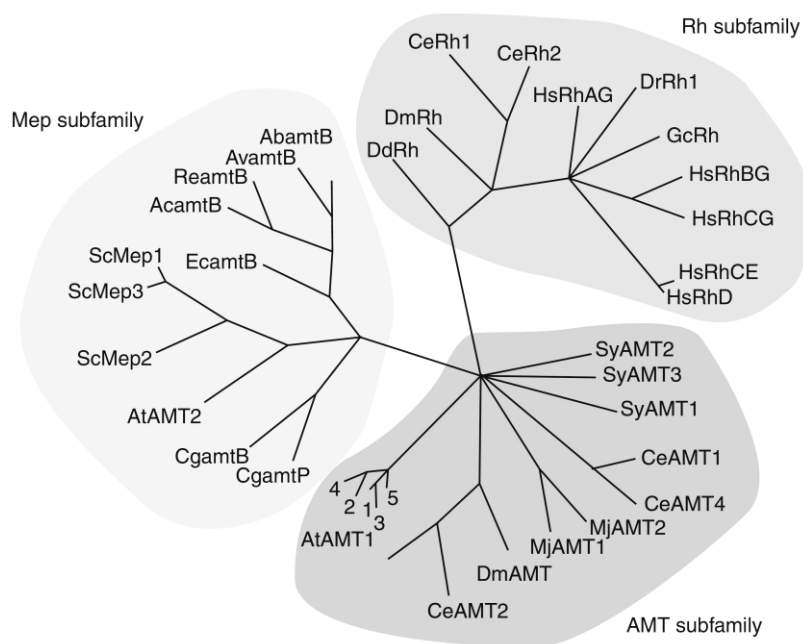 Rh subfamily
CeRh1
CeRh2
HsRhAG
DrRh1
DmRh
GcRh
DdRh
HsRhBG
HsRhCG
HsRhCE
HsRhD
Mep subfamily
AbamtB
AvamtB
ReamtB
AcamtB
EcamtB
ScMep1
ScMep3
ScMep2
AtAMT2
CgamtB
CgamtP
SyAMT2
SyAMT3
SyAMT1
CeAMT1
CeAMT4
MjAMT2
MjAMT1
DmAMT
CeAMT2
4
2
1
3
5
AtAMT1
AMT subfamily